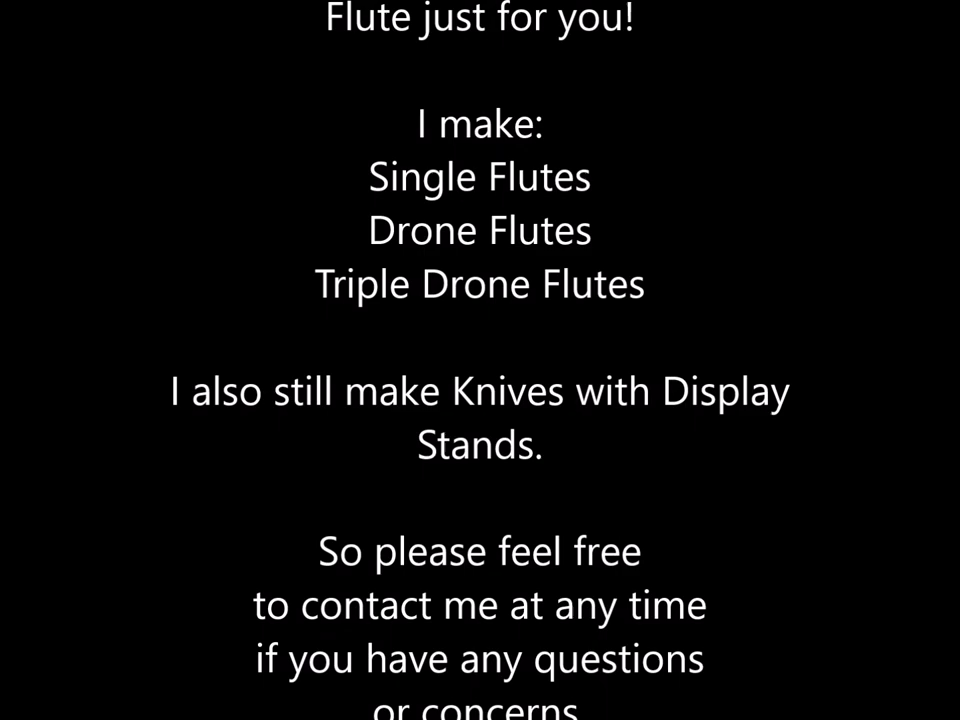 Flute just for you!
I make:
Single Flutes
Drone Flutes
Triple Drone Flutes
I also still make Knives with Display
Stands.
So please feel free
to contact me at any time
if you have any questions
or concerns